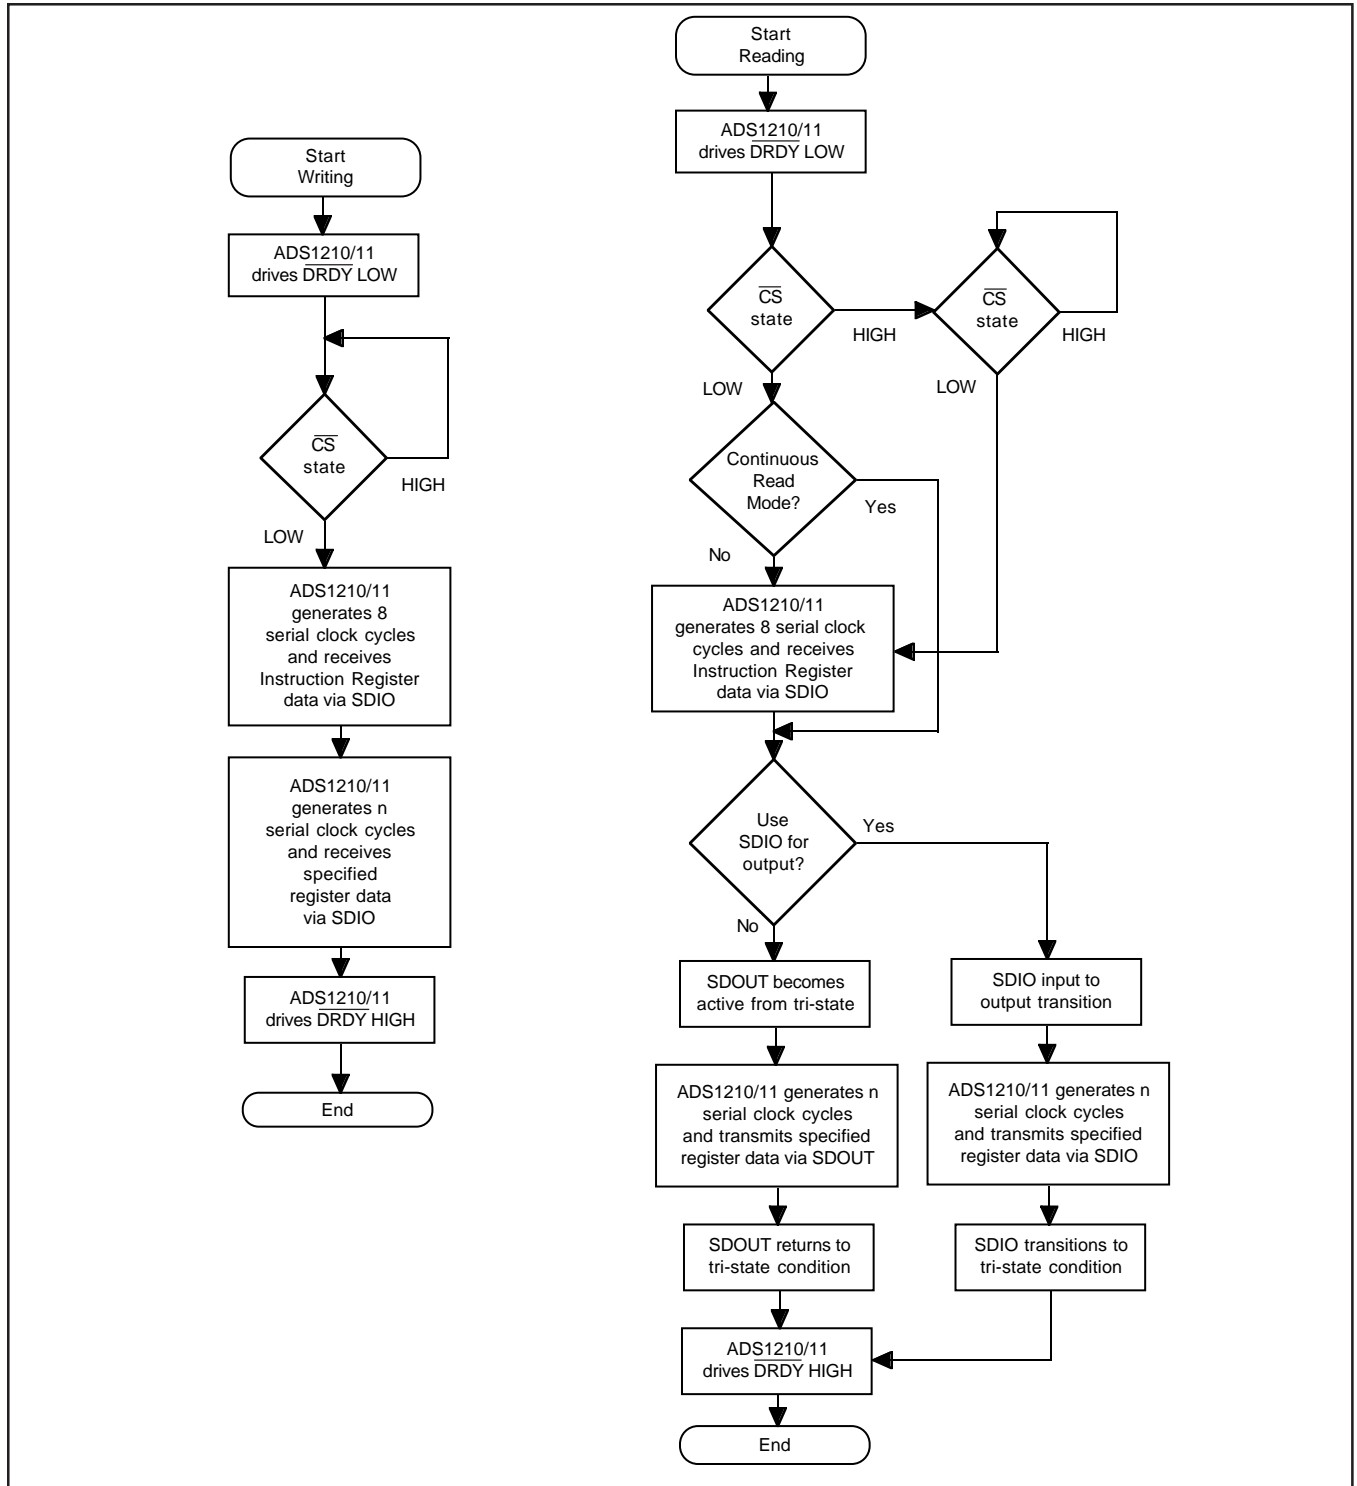 Start
Writing
ADS1210/11
drives DRDY LOW
CS
state
HIGH
LOW
ADS1210/11
generates 8
serial clock cycles
and receives
Instruction Register
data via SDIO
ADS1210/11
generates n
serial clock cycles
and receives
specified
register data
via SDIO
ADS1210/11
drives DRDY HIGH
End
Start
Reading
ADS1210/11
drives DRDY LOW
CS
state
HIGH
LOW
CS
state
HIGH
LOW
Continuous
Read
Mode?
Yes
No
ADS1210/11
generates 8 serial clock
cycles and receives
Instruction Register
data via SDIO
Use
SDIO for
output?
Yes
No
SDOUT becomes
active from tri-state
ADS1210/11 generates n
serial clock cycles
and transmits specified
register data via SDOUT
SDOUT returns to
tri-state condition
SDIO input to
output transition
ADS1210/11 generates n
serial clock cycles
and transmits specified
register data via SDIO
SDIO transitions to
tri-state condition
ADS1210/11
drives DRDY HIGH
End